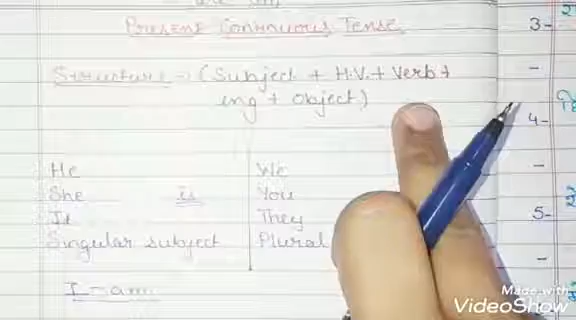 Present Continuous Tense
Structure - (Subject + H.V. + Verb +
ing + Object)
He We
She is You
It They
Singular subject Plural
I - am
3-
-
4-
-
5-
-
Made with
VideoShow